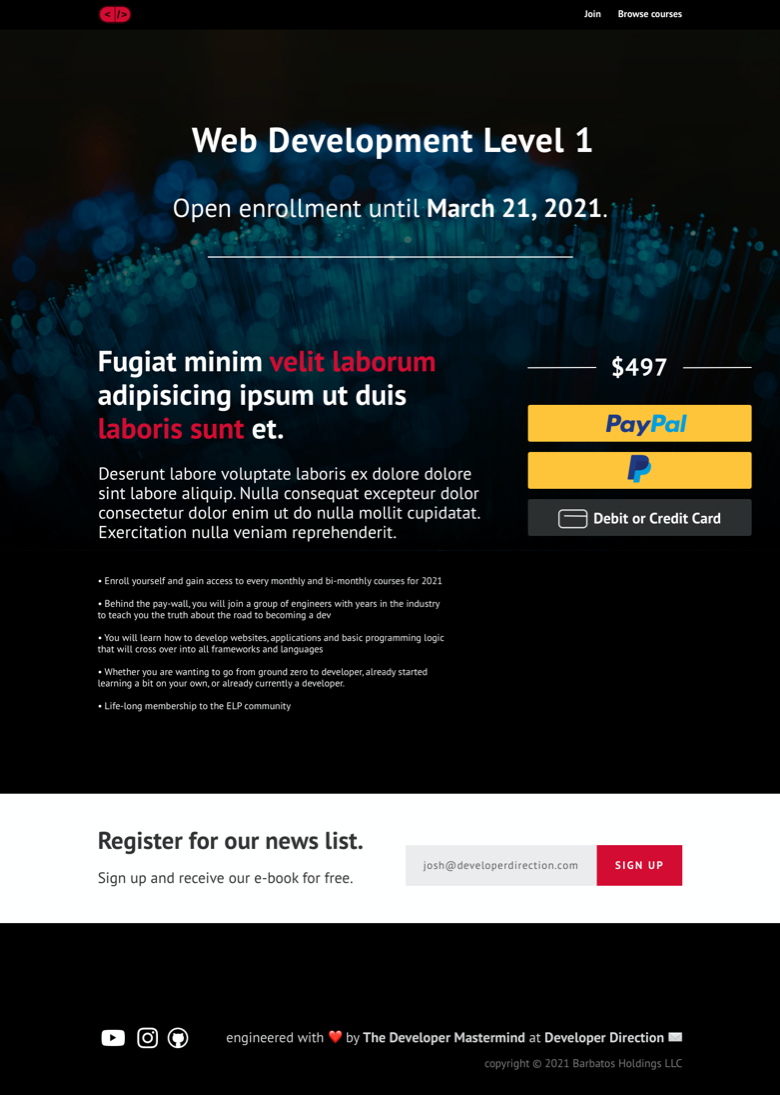 </>
Join Browse courses
Web Development Level 1
Open enrollment until March 21, 2021.
Fugiat minim velit laborum
adipisicing ipsum ut duis
laboris sunt et.
$497
PayPal
P
Debit or Credit Card
Deserunt labore voluptate laboris ex dolore dolore
sint labore aliquip. Nulla consequat excepteur dolor
consectetur dolor enim ut do nulla mollit cupidatat.
Exercitation nulla veniam reprehenderit.
• Enroll yourself and gain access to every monthly and bi-monthly courses for 2021
• Behind the pay-wall, you will join a group of engineers with years in the industry
to teach you the truth about the road to becoming a dev
• You will learn how to develop websites, applications and basic programming logic
that will cross over into all frameworks and languages
• Whether you are wanting to go from ground zero to developer, already started
learning a bit on your own, or already currently a developer.
• Life-long membership to the ELP community
Register for our news list.
Sign up and receive our e-book for free.
josh@developerdirection.com
SIGN UP
engineered with ❤️ by The Developer Mastermind at Developer Direction ✉️
copyright © 2021 Barbatos Holdings LLC